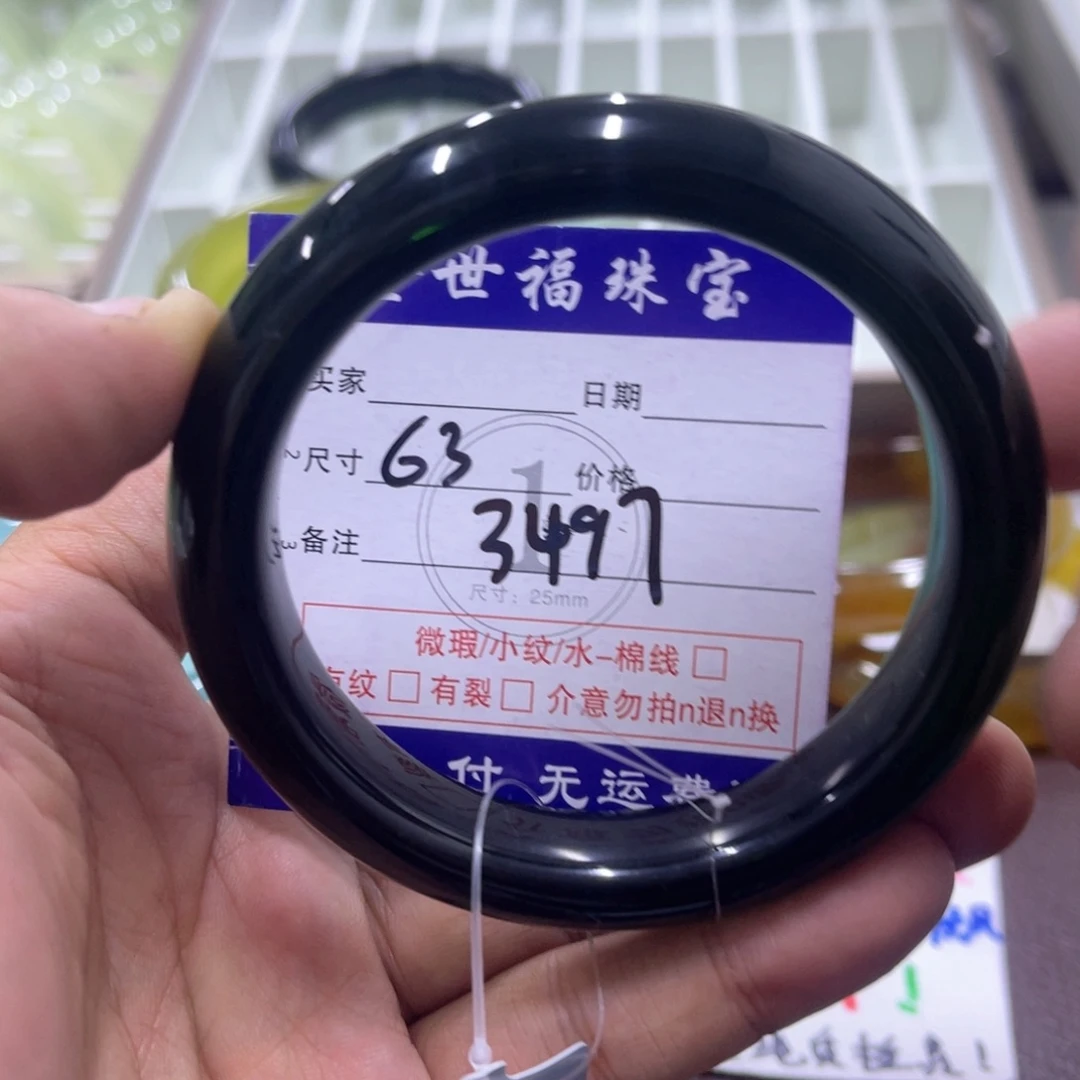 世福珠宝
买家 日期
尺寸 63 价格
备注 3497
1
尺寸：25mm
微瑕/小纹/水-棉线 □
纹 □ 有裂 □ 介意勿拍n退n换
付 无运费